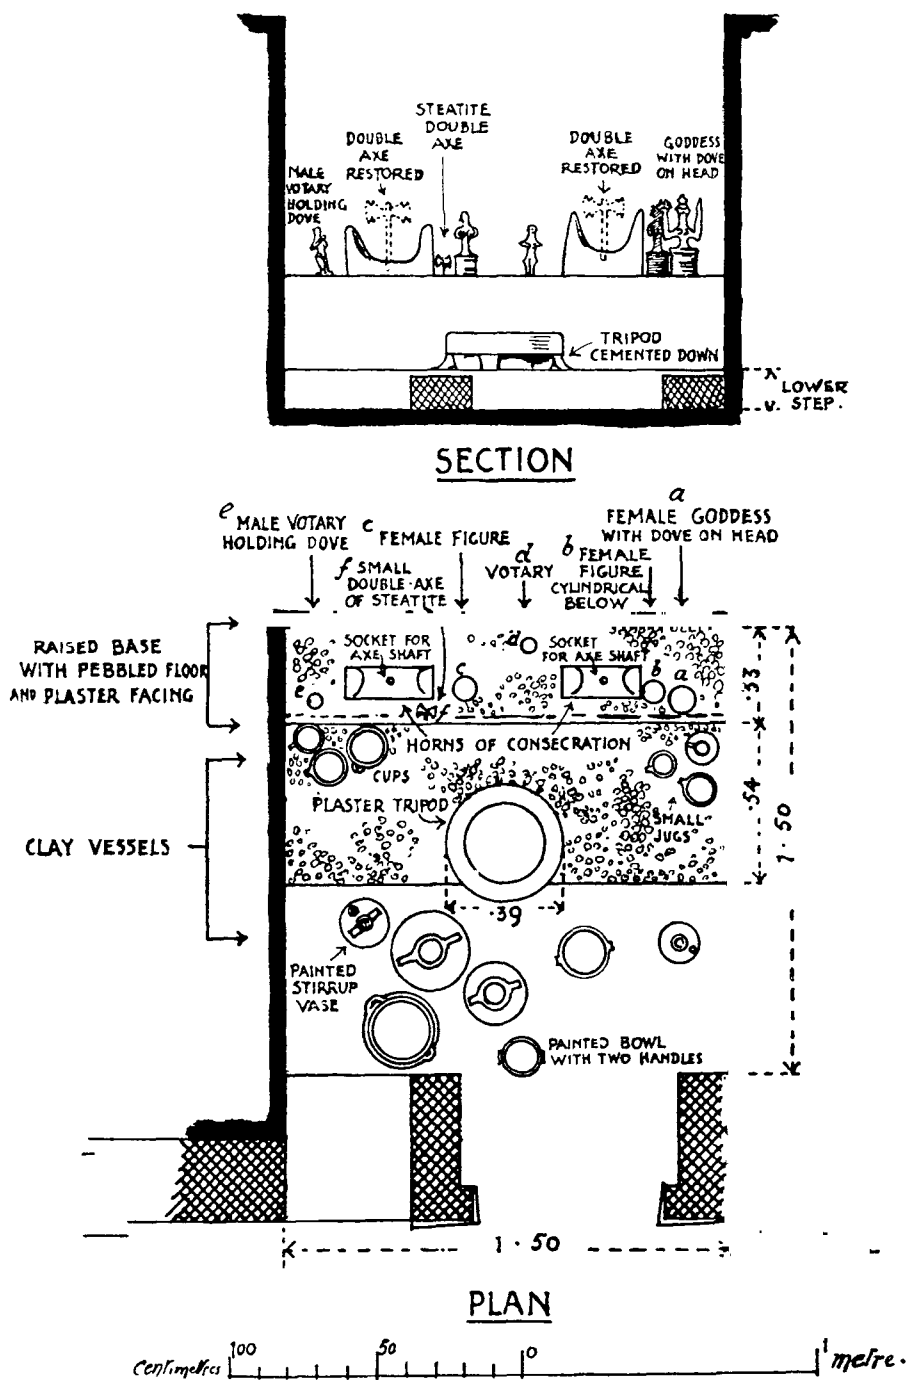 STEATITE
DOUBLE
AXE
DOUBLE
AXE
RESTORED
DOUBLE
AXE
RESTORED
GODDESS
WITH DOVE
ON HEAD
MALE
VOTARY
HOLDING
DOVE
TRIPOD
CEMENTED DOWN
LOWER
STEP.
SECTION
e
MALE VOTARY
HOLDING DOVE
c
FEMALE FIGURE
d
VOTARY
b
FEMALE
FIGURE
CYLINDRICAL
BELOW
a
FEMALE GODDESS
WITH DOVE ON HEAD
f SMALL
DOUBLE-AXE
OF STEATITE
RAISED BASE
WITH PEBBLED FLOOR
AND PLASTER FACING
SOCKET FOR
AXE SHAFT
d
SOCKET
FOR AXE SHAFT
e
c
b
a
f
·33
HORNS OF CONSECRATION
CUPS
PLASTER TRIPOD
SMALL
JUGS
·54
1·50
CLAY VESSELS
·39
PAINTED
STIRRUP
VASE
PAINTED BOWL
WITH TWO HANDLES
1·50
PLAN
Centimetres
100
50
0
1 metre.